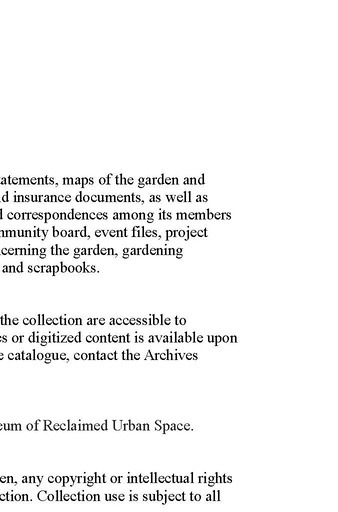 atements, maps of the garden and
d insurance documents, as well as
d correspondences among its members
munity board, event files, project
cerning the garden, gardening
and scrapbooks.
the collection are accessible to
s or digitized content is available upon
e catalogue, contact the Archives
eum of Reclaimed Urban Space.
en, any copyright or intellectual rights
ction. Collection use is subject to all